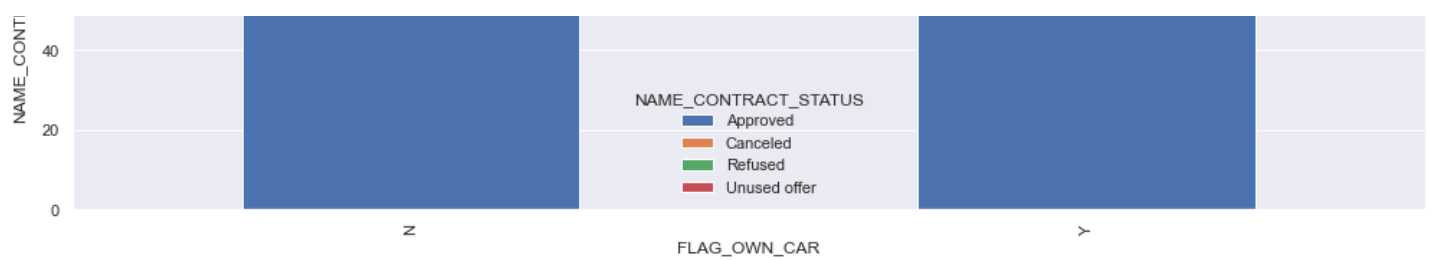 NAME_CONT
40
20
0
NAME_CONTRACT_STATUS
Approved
Canceled
Refused
Unused offer
N
Y
FLAG_OWN_CAR